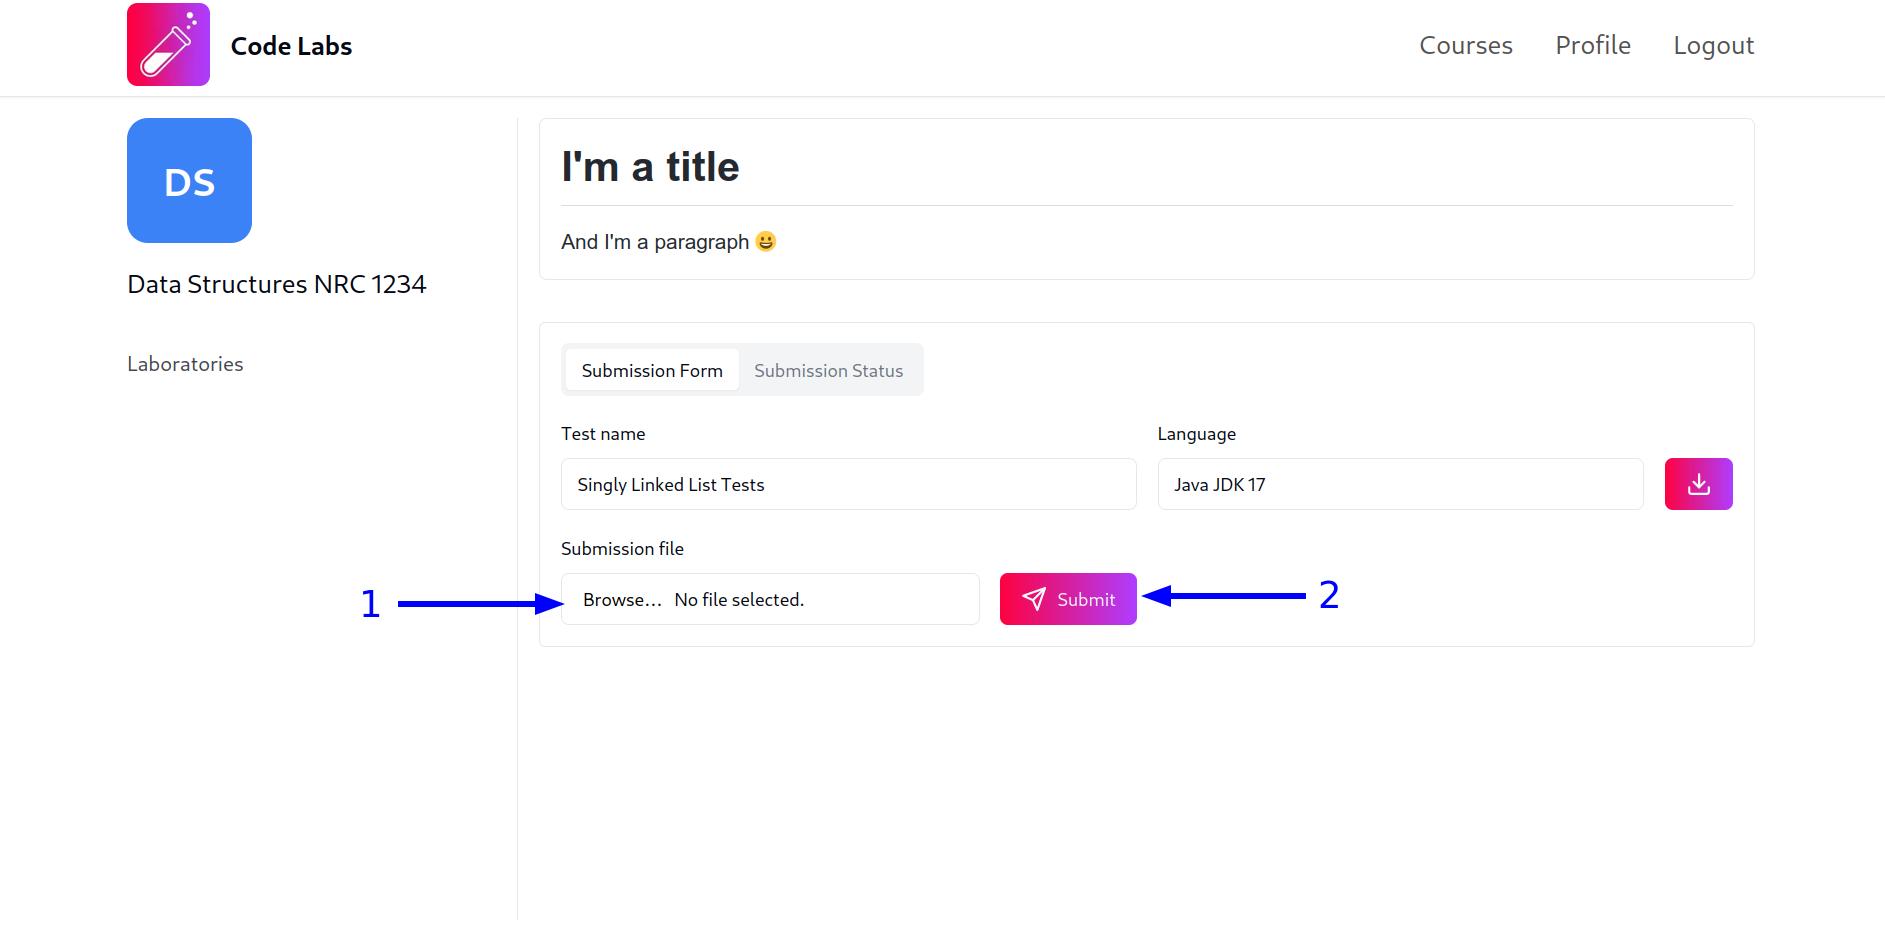 Code Labs
Courses Profile Logout
DS
Data Structures NRC 1234
Laboratories
I'm a title
And I'm a paragraph 😀
Submission Form Submission Status
Test name Language
Singly Linked List Tests Java JDK 17
Submission file
1 Browse... No file selected. Submit 2